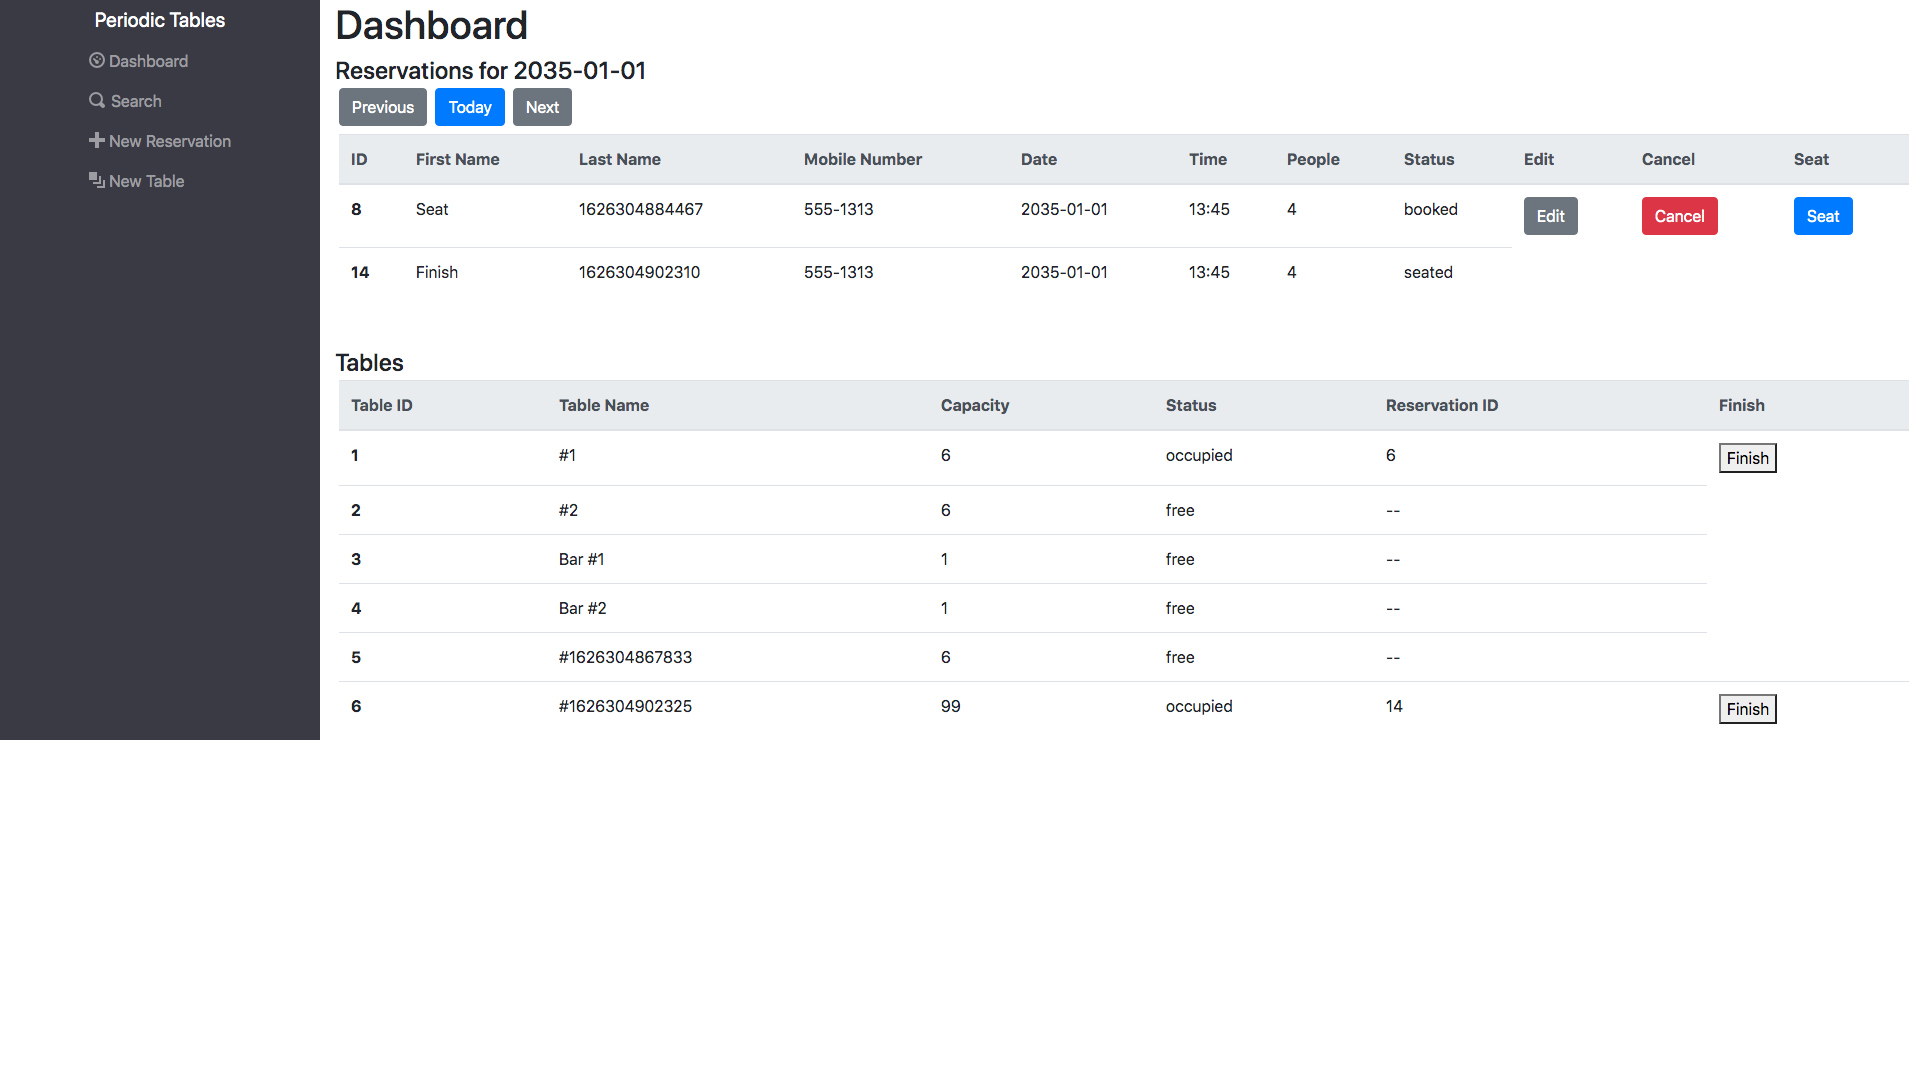 Periodic Tables
Dashboard
Search
New Reservation
New Table
Dashboard
Reservations for 2035-01-01
Previous Today Next
ID First Name Last Name Mobile Number Date Time People Status Edit Cancel Seat
8 Seat 1626304884467 555-1313 2035-01-01 13:45 4 booked Edit Cancel Seat
14 Finish 1626304902310 555-1313 2035-01-01 13:45 4 seated
Tables
Table ID Table Name Capacity Status Reservation ID Finish
1 #1 6 occupied 6 Finish
2 #2 6 free --
3 Bar #1 1 free --
4 Bar #2 1 free --
5 #1626304867833 6 free --
6 #1626304902325 99 occupied 14 Finish